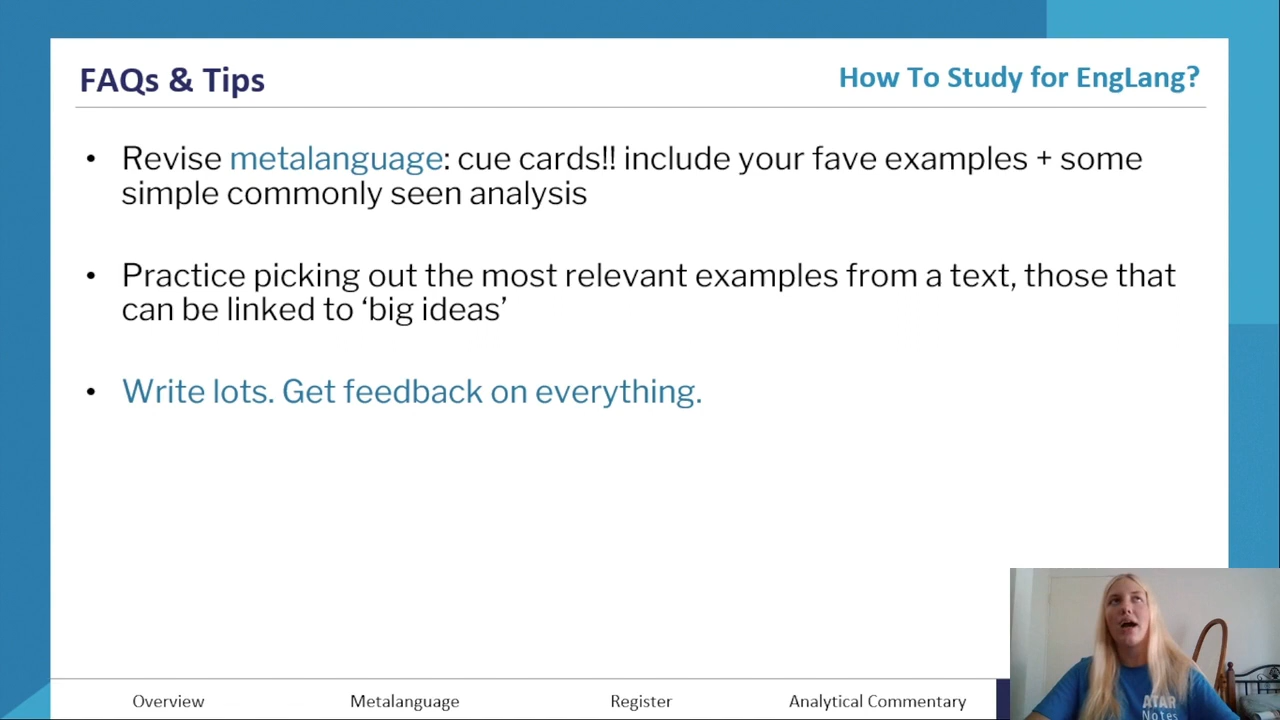 FAQs & Tips
How To Study for EngLang?
• Revise metalanguage: cue cards!! include your fave examples + some
simple commonly seen analysis
• Practice picking out the most relevant examples from a text, those that
can be linked to ‘big ideas’
• Write lots. Get feedback on everything.
Overview
Metalanguage
Register
Analytical Commentary
ATAR
Notes